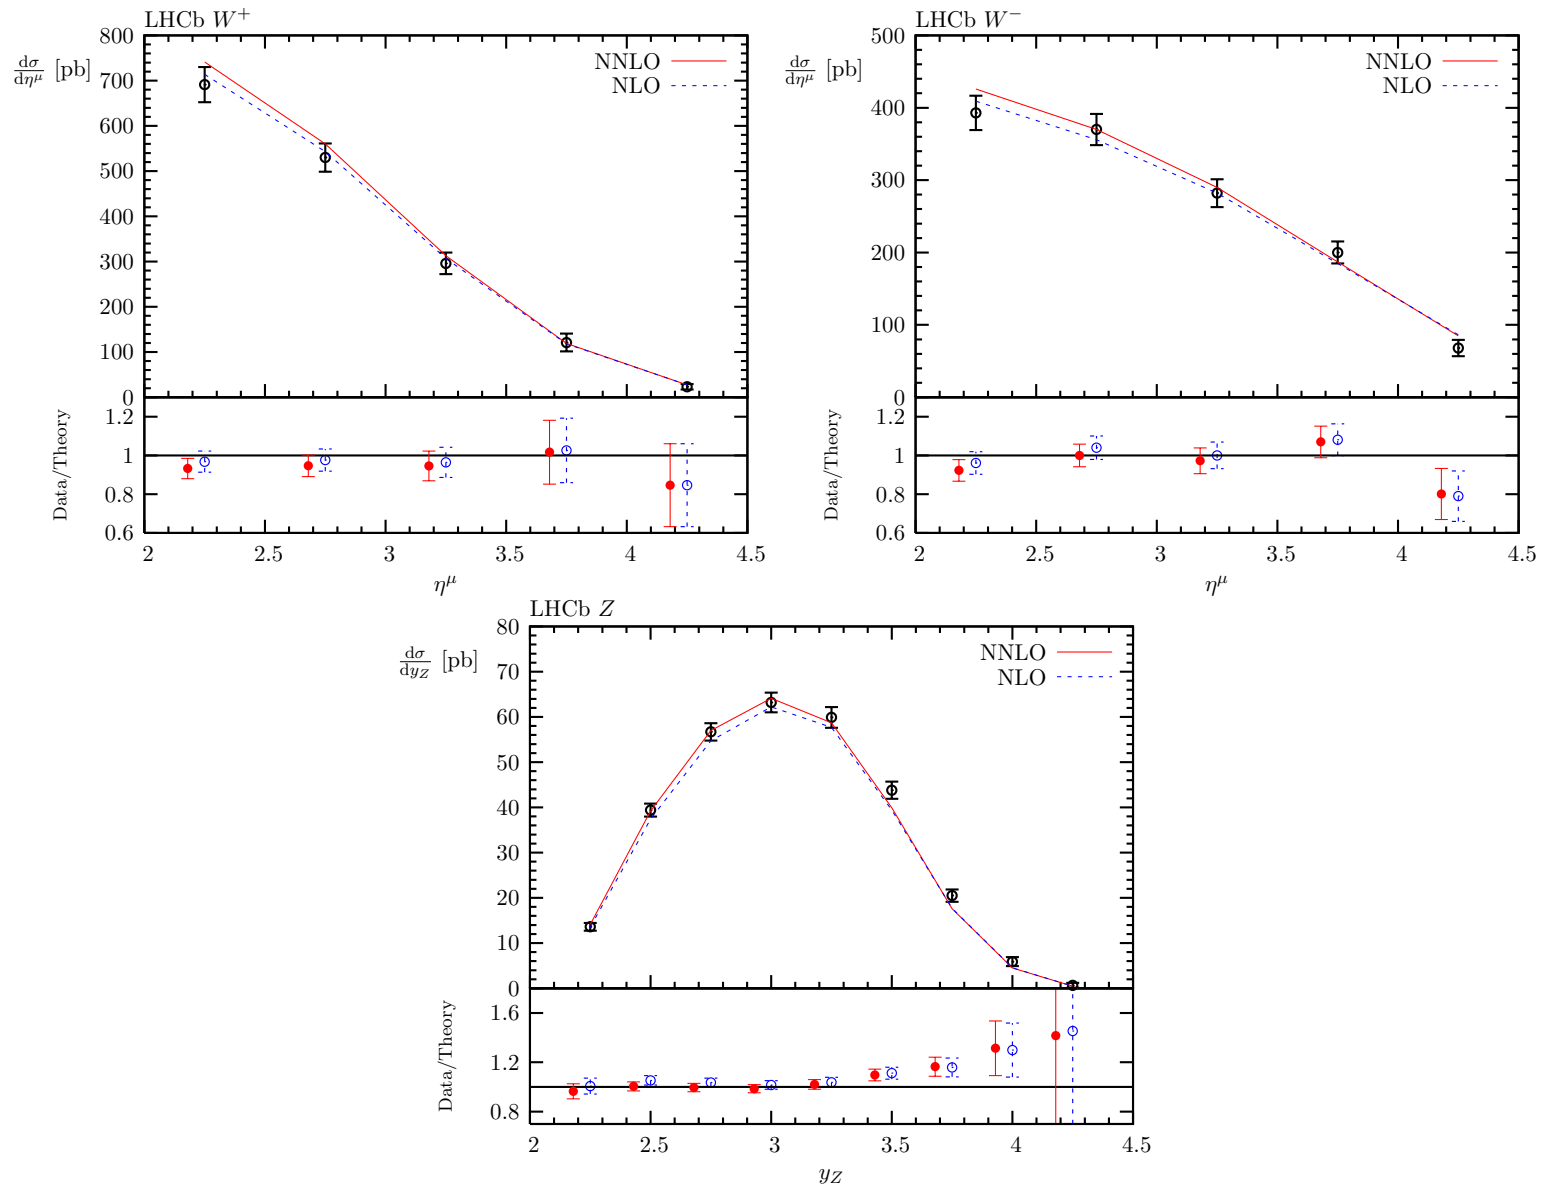 LHCb W⁺
dσ/dη^μ [pb]
NNLO
NLO
800
700
600
500
400
300
200
100
0
Data/Theory
1.2
1
0.8
0.6
2 2.5 3 3.5 4 4.5
η^μ
LHCb W⁻
dσ/dη^μ [pb]
NNLO
NLO
500
400
300
200
100
0
Data/Theory
1.2
1
0.8
0.6
2 2.5 3 3.5 4 4.5
η^μ
LHCb Z
dσ/dy_Z [pb]
NNLO
NLO
80
70
60
50
40
30
20
10
0
Data/Theory
1.6
1.2
0.8
2 2.5 3 3.5 4 4.5
y_Z